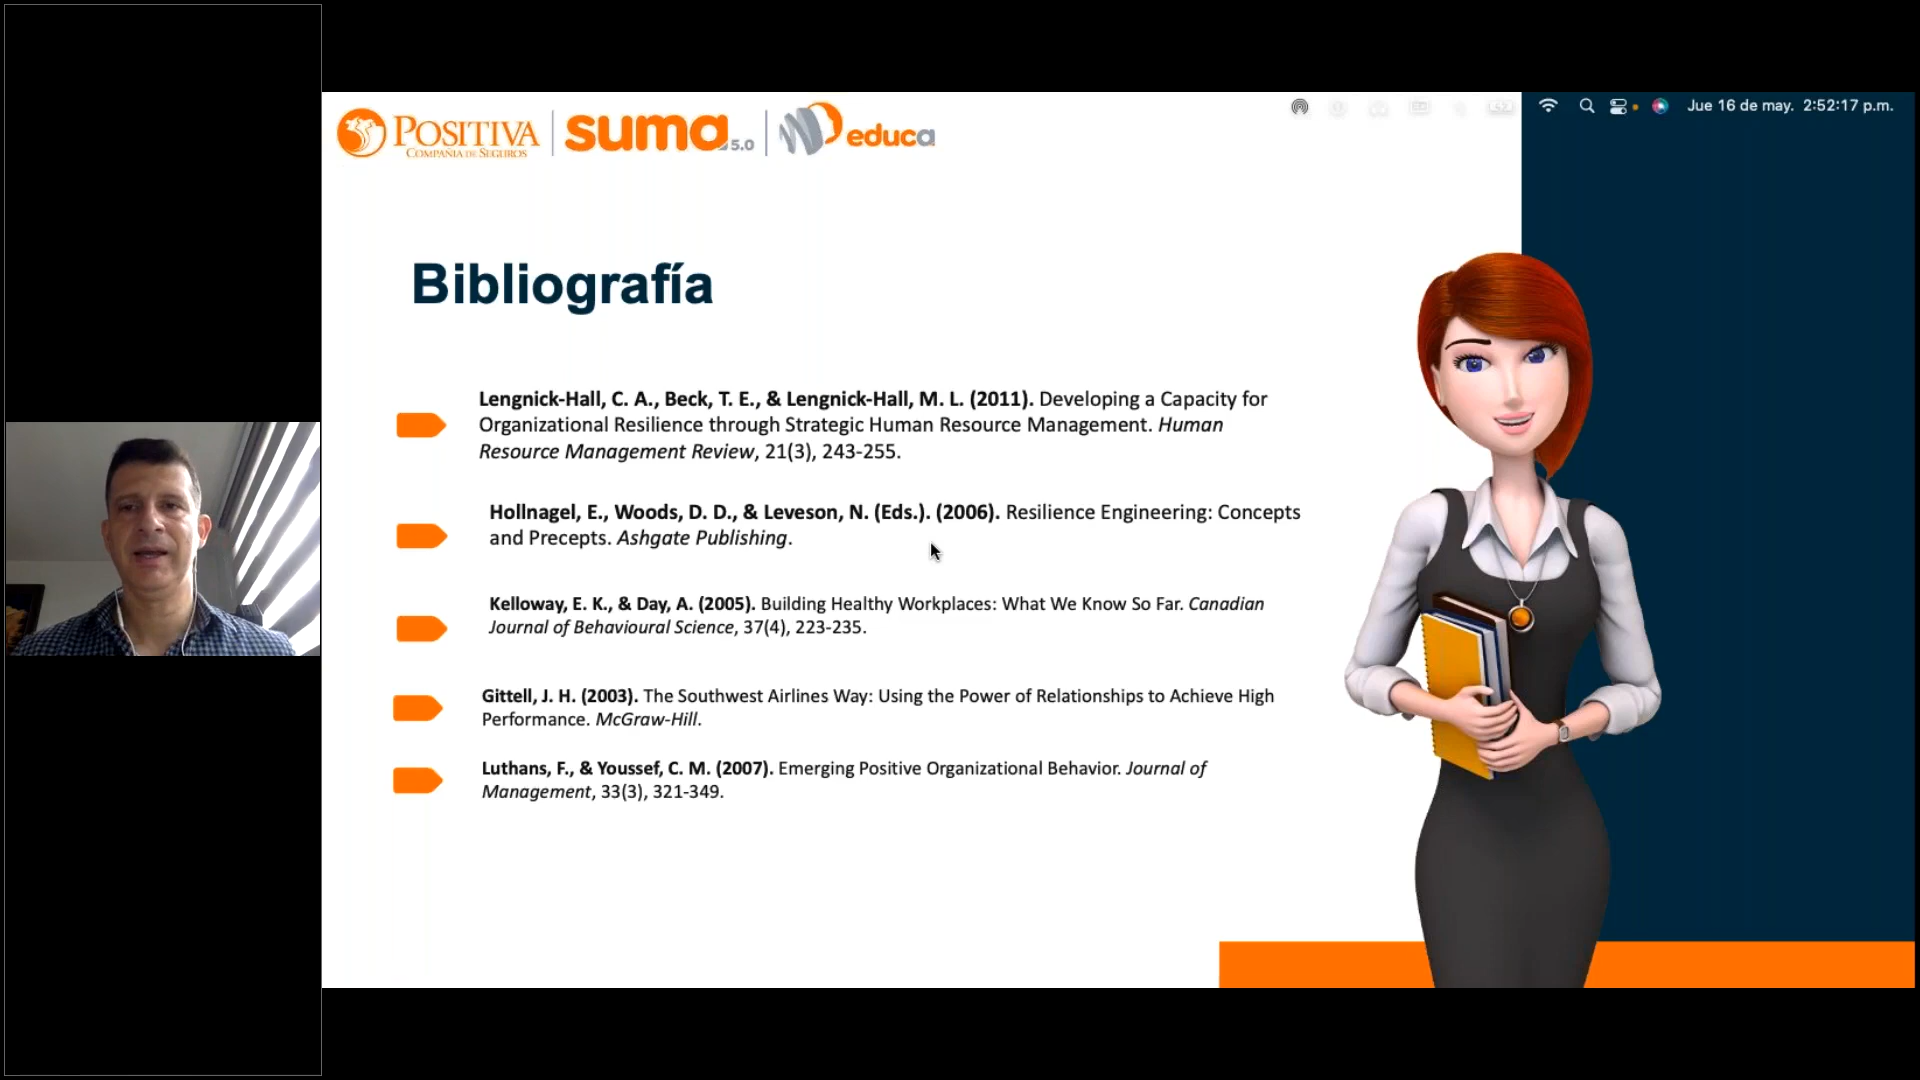 POSITIVA
COMPAÑÍA DE SEGUROS
suma 5.0
educa
Jue 16 de may. 2:52:17 p.m.
Bibliografía
Lengnick-Hall, C. A., Beck, T. E., & Lengnick-Hall, M. L. (2011). Developing a Capacity for
Organizational Resilience through Strategic Human Resource Management. Human
Resource Management Review, 21(3), 243-255.
Hollnagel, E., Woods, D. D., & Leveson, N. (Eds.). (2006). Resilience Engineering: Concepts
and Precepts. Ashgate Publishing.
Kelloway, E. K., & Day, A. (2005). Building Healthy Workplaces: What We Know So Far. Canadian
Journal of Behavioural Science, 37(4), 223-235.
Gittell, J. H. (2003). The Southwest Airlines Way: Using the Power of Relationships to Achieve High
Performance. McGraw-Hill.
Luthans, F., & Youssef, C. M. (2007). Emerging Positive Organizational Behavior. Journal of
Management, 33(3), 321-349.